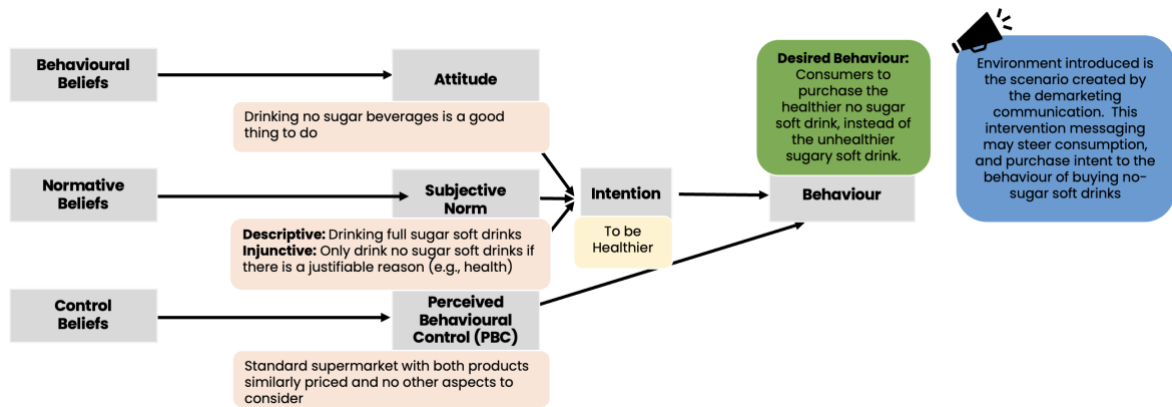 Behavioural
Beliefs
Attitude
Drinking no sugar beverages is a good
thing to do
Normative
Beliefs
Subjective
Norm
Descriptive: Drinking full sugar soft drinks
Injunctive: Only drink no sugar soft drinks if
there is a justifiable reason (e.g., health)
Control
Beliefs
Perceived
Behavioural
Control (PBC)
Standard supermarket with both products
similarly priced and no other aspects to
consider
Intention
To be
Healthier
Desired Behaviour:
Consumers to
purchase the
healthier no sugar
soft drink, instead of
the unhealthier
sugary soft drink.
Behaviour
Environment introduced is
the scenario created by
the demarketing
communication. This
intervention messaging
may steer consumption,
and purchase intent to the
behaviour of buying no-
sugar soft drinks